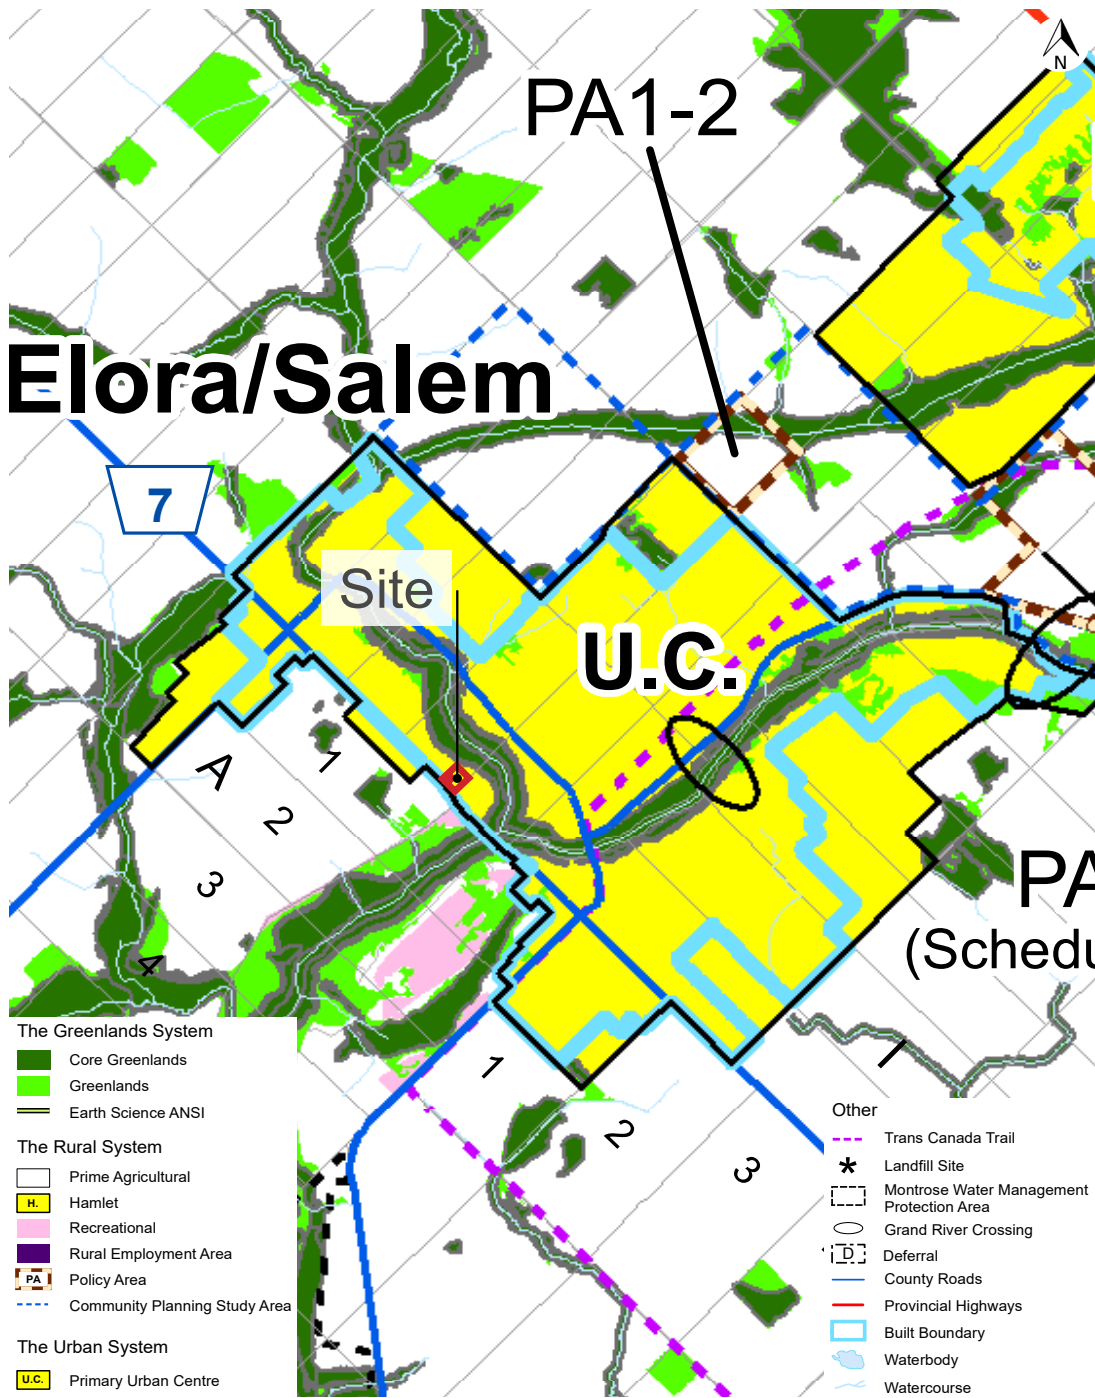 N
PA1-2
Elora/Salem
7
Site
U.C.
A
1
2
3
4
PA
(Schedu
1
2
3
I
The Greenlands System
Core Greenlands
Greenlands
Earth Science ANSI
The Rural System
Prime Agricultural
H. Hamlet
Recreational
Rural Employment Area
PA Policy Area
Community Planning Study Area
The Urban System
U.C. Primary Urban Centre
Other
Trans Canada Trail
* Landfill Site
Montrose Water Management
Protection Area
Grand River Crossing
D Deferral
County Roads
Provincial Highways
Built Boundary
Waterbody
Watercourse